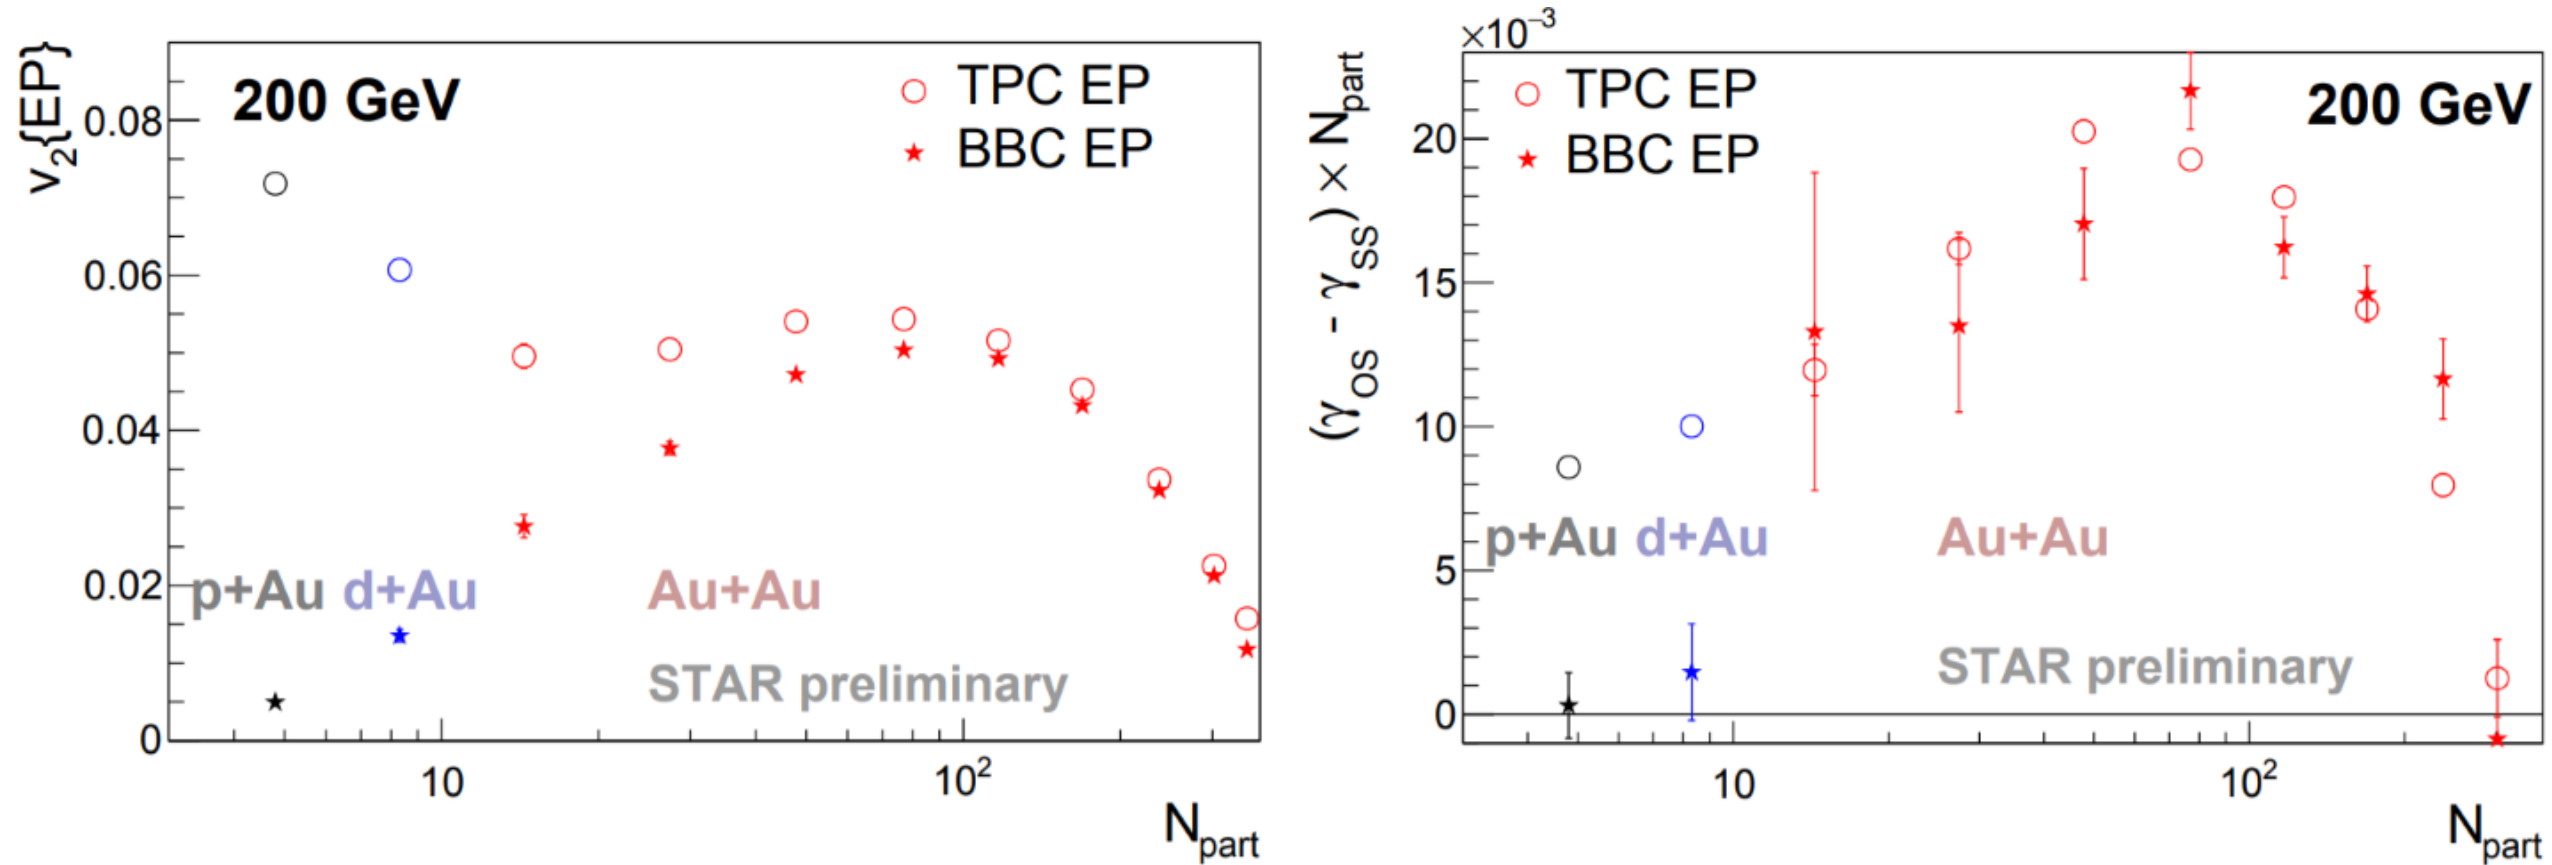 v₂{EP}
200 GeV
TPC EP
BBC EP
0.08
0.06
0.04
0.02
0
p+Au d+Au Au+Au
STAR preliminary
10 10²
Npart
×10⁻³
(γOS - γSS) × Npart
TPC EP
BBC EP
200 GeV
20
15
10
5
0
p+Au d+Au Au+Au
STAR preliminary
10 10²
Npart